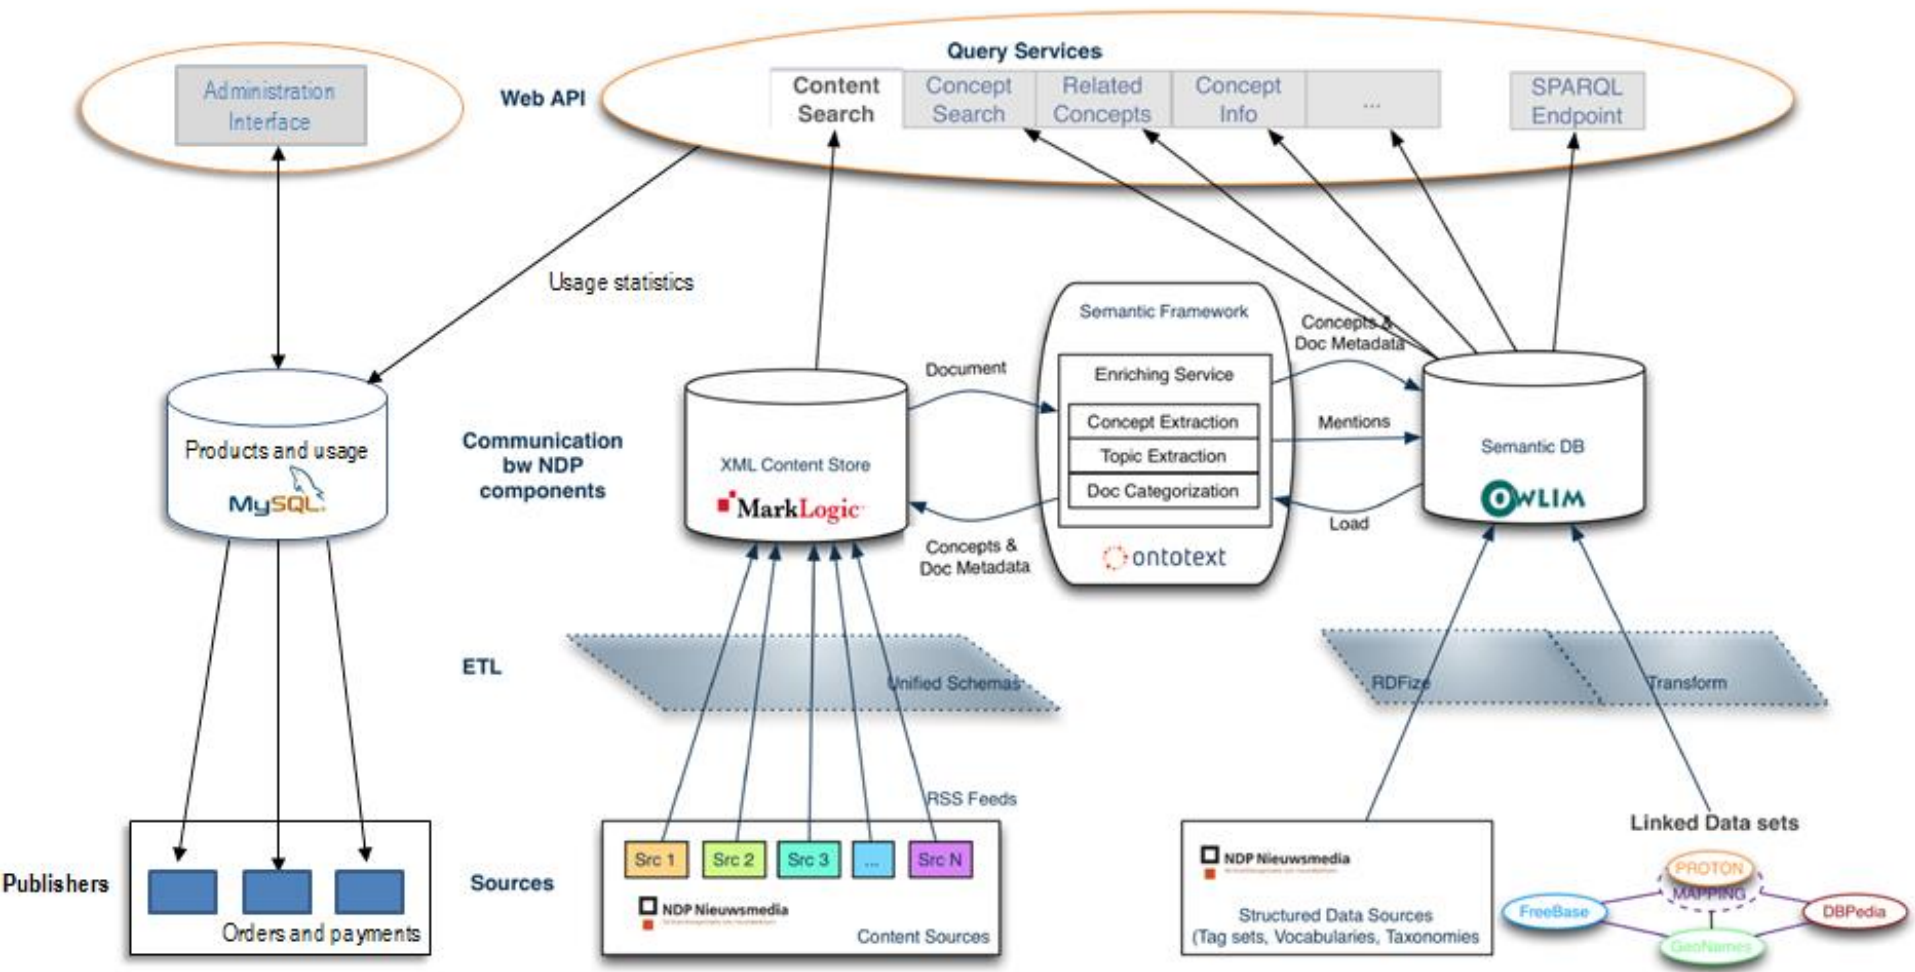 Query Services
Administration
Interface
Web API
Content
Search
Concept
Search
Related
Concepts
Concept
Info
...
SPARQL
Endpoint
Usage statistics
Semantic Framework
Concepts &
Doc Metadata
Document
Enriching Service
Concept Extraction
Topic Extraction
Doc Categorization
Mentions
Load
ontotext
Products and usage
MySQL
Communication
bw NDP
components
XML Content Store
MarkLogic
Concepts &
Doc Metadata
Semantic DB
OWLIM
ETL
Unified Schemas
RDFize
Transform
RSS Feeds
Publishers
Orders and payments
Sources
Src 1
Src 2
Src 3
...
Src N
NDP Nieuwsmedia
Content Sources
NDP Nieuwsmedia
Structured Data Sources
(Tag sets, Vocabularies, Taxonomies
Linked Data sets
PROTON
MAPPING
FreeBase
DBPedia
GeoNames